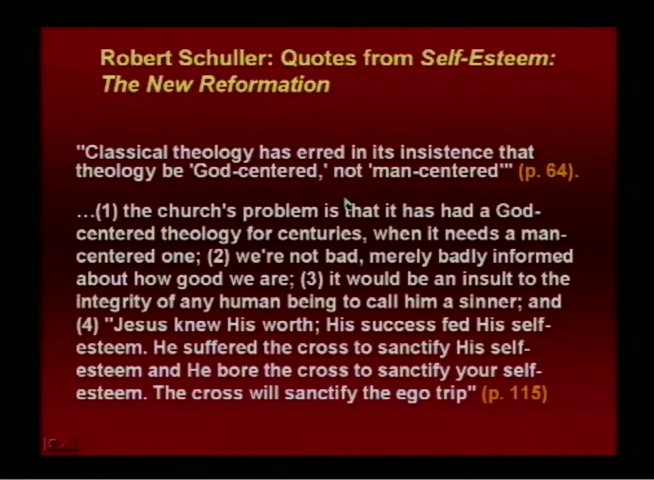 Robert Schuller: Quotes from Self-Esteem:
The New Reformation
"Classical theology has erred in its insistence that
theology be 'God-centered,' not 'man-centered'" (p. 64).
…(1) the church's problem is that it has had a God-
centered theology for centuries, when it needs a man-
centered one; (2) we're not bad, merely badly informed
about how good we are; (3) it would be an insult to the
integrity of any human being to call him a sinner; and
(4) "Jesus knew His worth; His success fed His self-
esteem. He suffered the cross to sanctify His self-
esteem and He bore the cross to sanctify your self-
esteem. The cross will sanctify the ego trip" (p. 115)